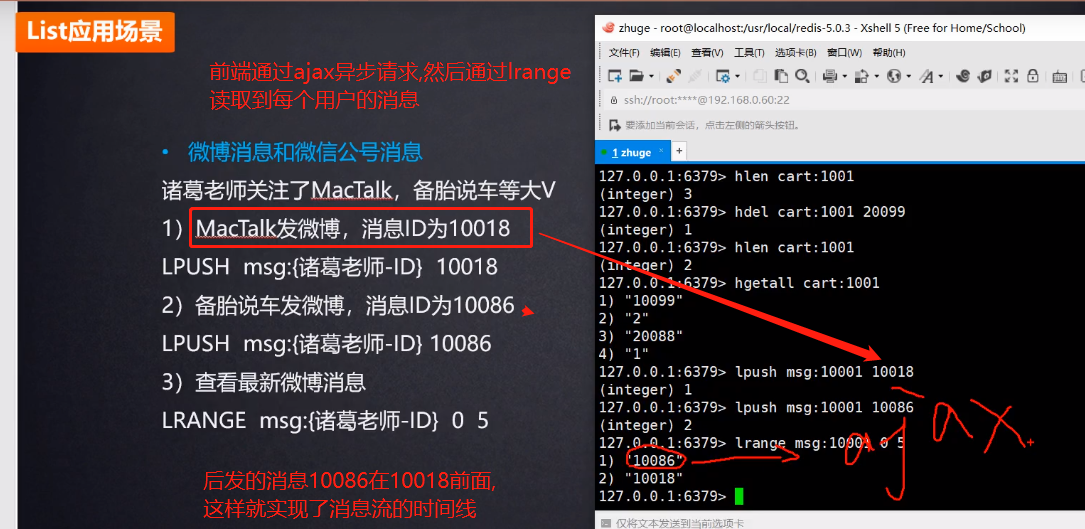 List应用场景
前端通过ajax异步请求,然后通过lrange
读取到每个用户的消息
• 微博消息和微信公号消息
诸葛老师关注了MacTalk，备胎说车等大V
1）MacTalk发微博，消息ID为10018
LPUSH msg:{诸葛老师-ID} 10018
2）备胎说车发微博，消息ID为10086
LPUSH msg:{诸葛老师-ID} 10086
3）查看最新微博消息
LRANGE msg:{诸葛老师-ID} 0 5
后发的消息10086在10018前面,
这样就实现了消息流的时间线
zhuge - root@localhost:/usr/local/redis-5.0.3 - Xshell 5 (Free for Home/School)
文件(F) 编辑(E) 查看(V) 工具(T) 选项卡(B) 窗口(W) 帮助(H)
ssh://root:****@192.168.0.60:22
要添加当前会话，点击左侧的箭头按钮。
1 zhuge × +
127.0.0.1:6379> hlen cart:1001
(integer) 3
127.0.0.1:6379> hdel cart:1001 20099
(integer) 1
127.0.0.1:6379> hlen cart:1001
(integer) 2
127.0.0.1:6379> hgetall cart:1001
1) "10099"
2) "2"
3) "20088"
4) "1"
127.0.0.1:6379> lpush msg:10001 10018
(integer) 1
127.0.0.1:6379> lpush msg:10001 10086
(integer) 2
127.0.0.1:6379> lrange msg:10001 0 5
1) "10086"
2) "10018"
127.0.0.1:6379>
ajax
仅将文本发送到当前选项卡